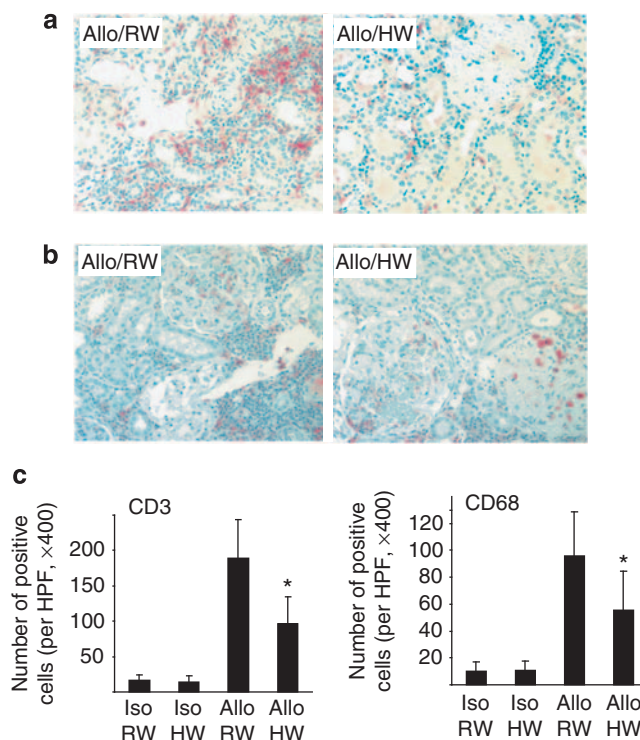 a
Allo/RW
Allo/HW
b
Allo/RW
Allo/HW
c
Number of positive
cells (per HPF, ×400)
CD3
200
150
100
50
Iso
RW
Iso
HW
Allo
RW
*
Allo
HW
Number of positive
cells (per HPF, ×400)
CD68
120
100
80
60
40
20
Iso
RW
Iso
HW
Allo
RW
*
Allo
HW